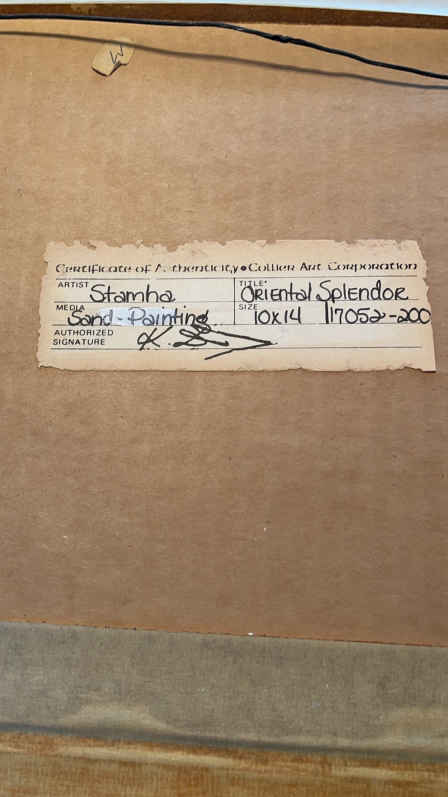 M
Certificate of Authenticity • Collier Art Corporation
ARTIST Stamha TITLE Oriental Splendor
MEDIA Sand-Painting SIZE 10x14 17052-200
AUTHORIZED
SIGNATURE